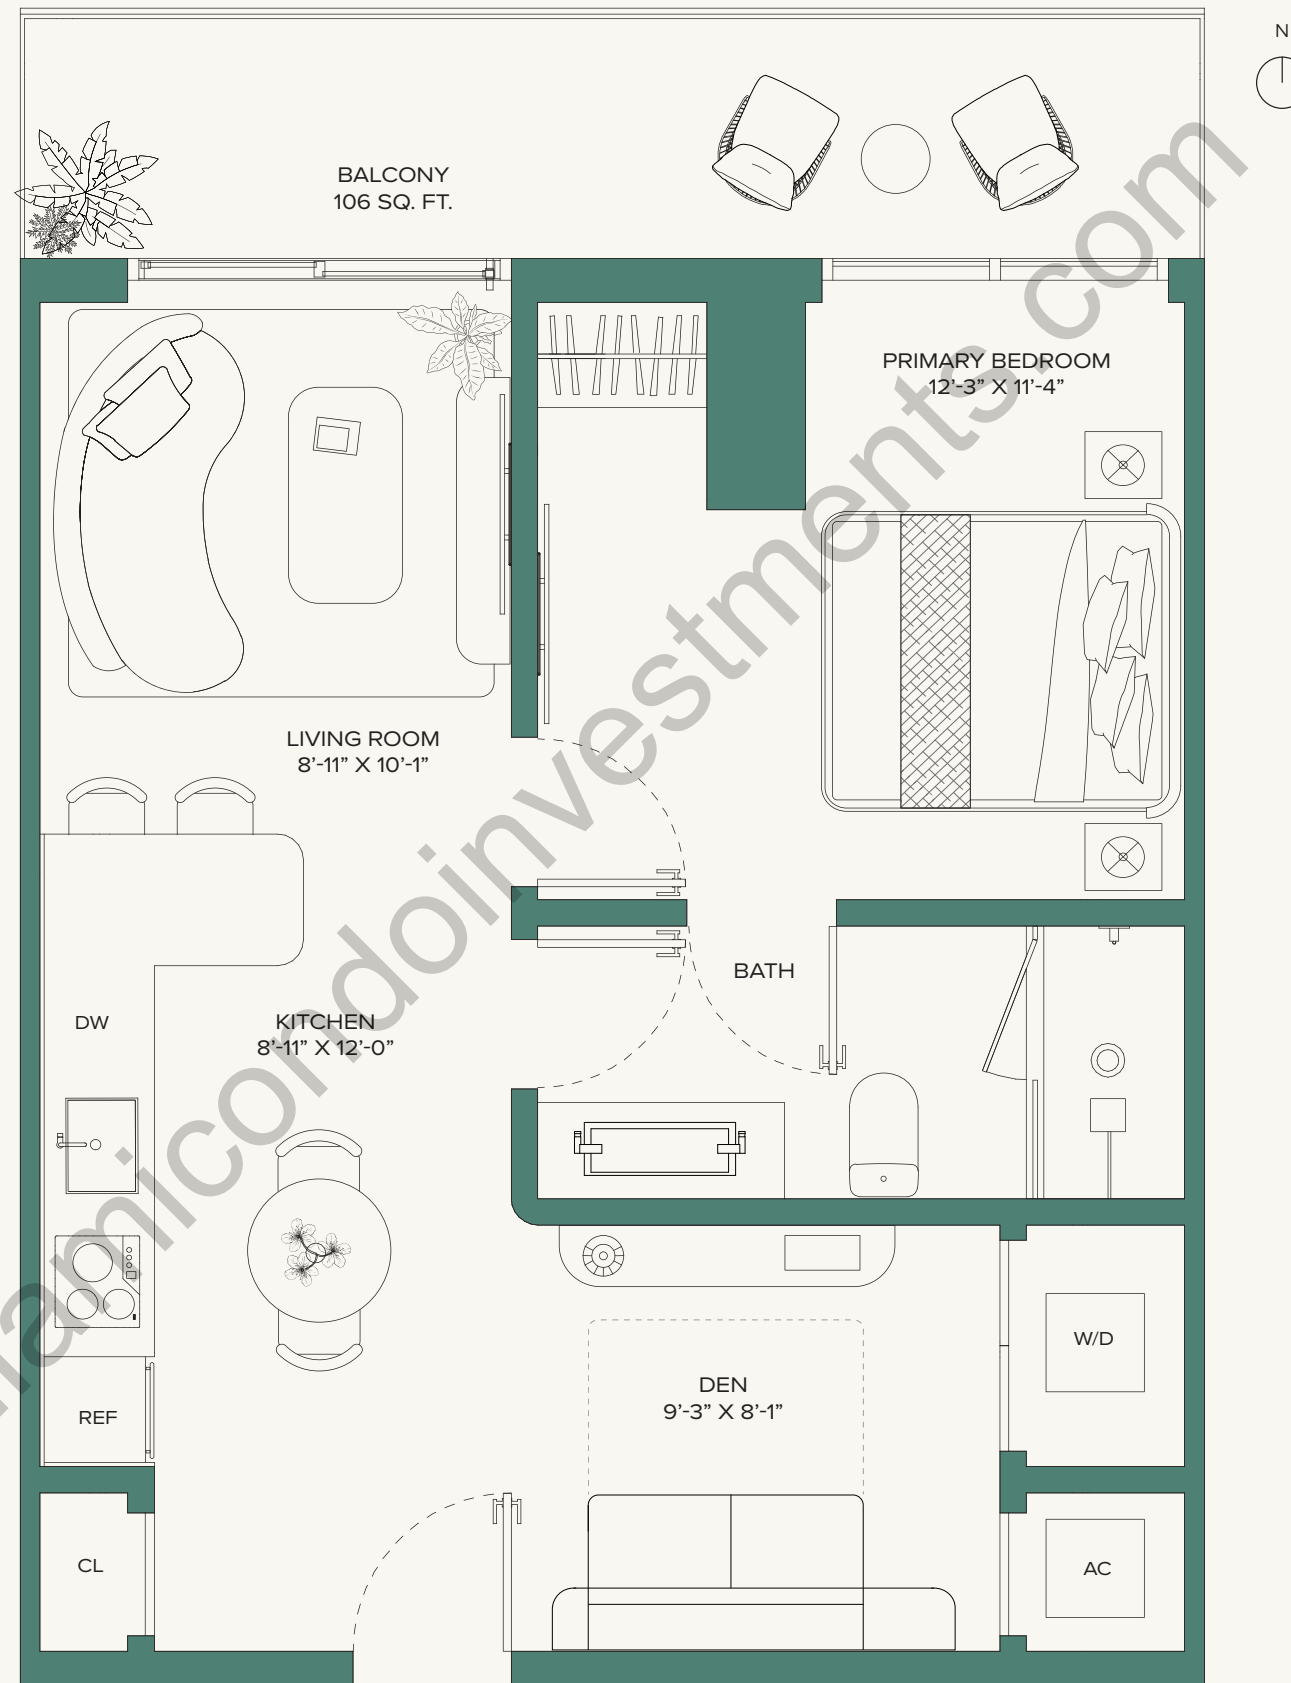 N
BALCONY
106 SQ. FT.
PRIMARY BEDROOM
12'-3" X 11'-4"
LIVING ROOM
8'-11" X 10'-1"
BATH
DW
KITCHEN
8'-11" X 12'-0"
W/D
DEN
9'-3" X 8'-1"
REF
CL
AC
amicondoinvestments.com